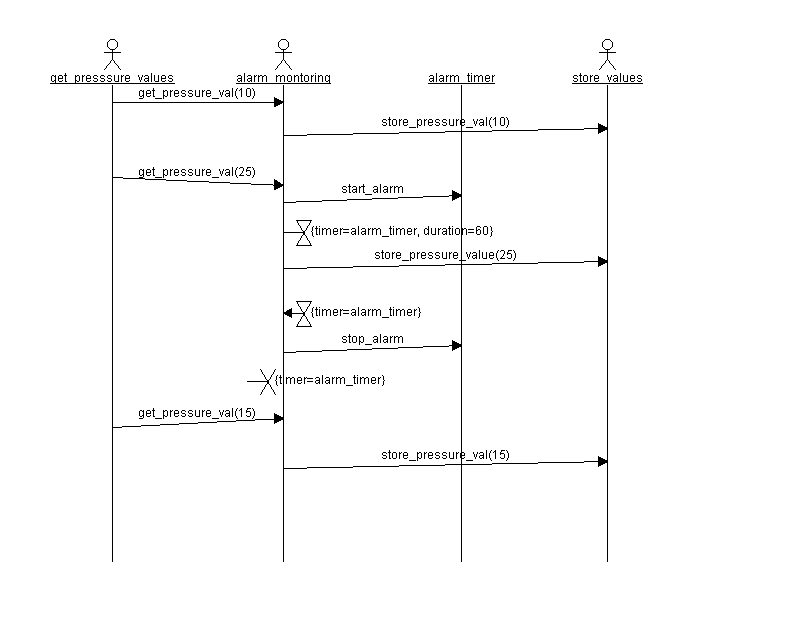 get_presssure_values alarm_montoring alarm_timer store_values
get_pressure_val(10)
store_pressure_val(10)
get_pressure_val(25)
start_alarm
{timer=alarm_timer, duration=60}
store_pressure_value(25)
{timer=alarm_timer}
stop_alarm
{timer=alarm_timer}
get_pressure_val(15)
store_pressure_val(15)